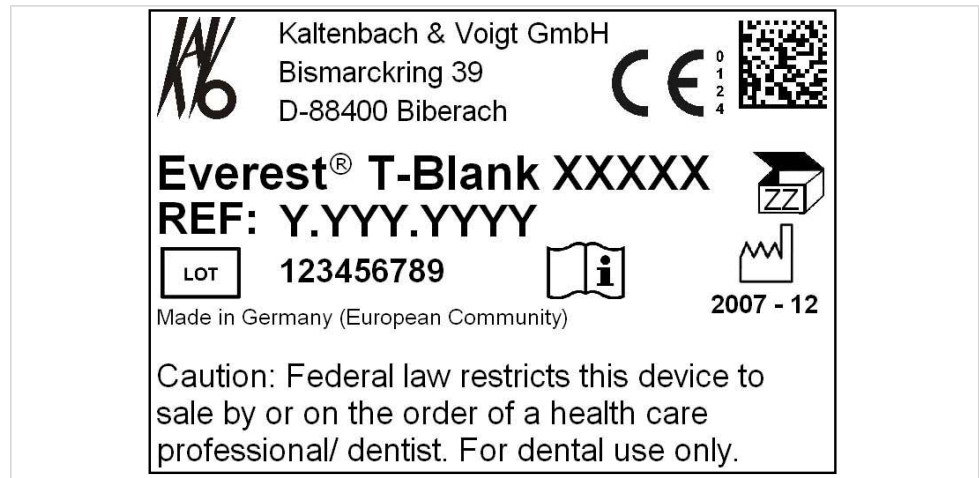 KaVo
Kaltenbach & Voigt GmbH
Bismarckring 39
D-88400 Biberach
CE 0124
Everest® T-Blank XXXXX
ZZ
REF: Y.YYY.YYYY
LOT 123456789
i
2007 - 12
Made in Germany (European Community)
Caution: Federal law restricts this device to
sale by or on the order of a health care
professional/ dentist. For dental use only.